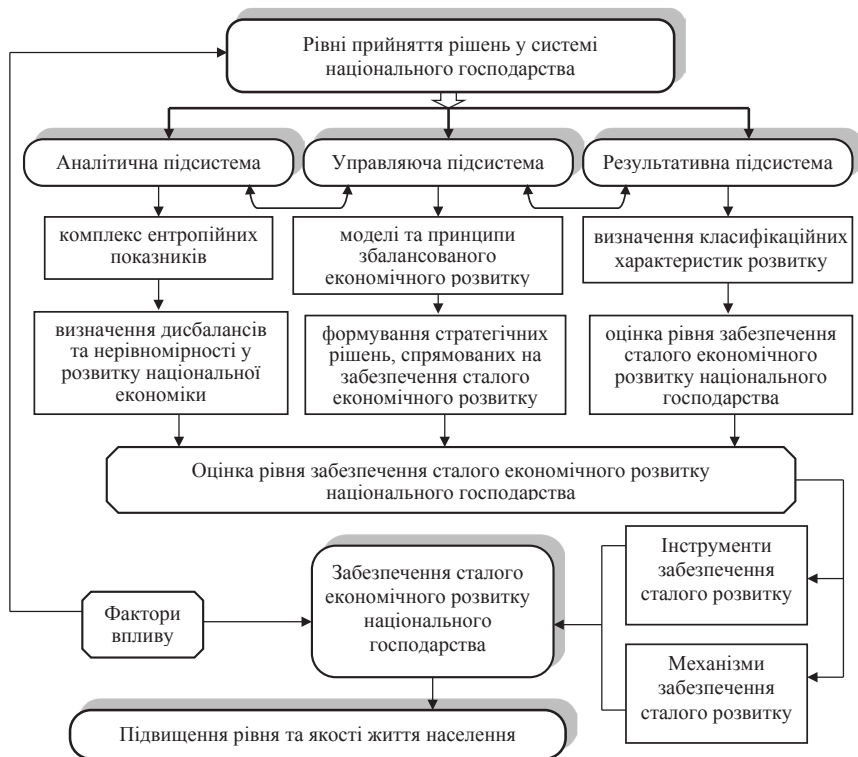 Рівні прийняття рішень у системі
національного господарства
Аналітична підсистема
Управляюча підсистема
Результативна підсистема
комплекс ентропійних
показників
моделі та принципи
збалансованого
економічного розвитку
визначення класифікаційних
характеристик розвитку
визначення дисбалансів
та нерівномірності у
розвитку національної
економіки
формування стратегічних
рішень, спрямованих на
забезпечення сталого
економічного розвитку
оцінка рівня забезпечення
сталого економічного
розвитку національного
господарства
Оцінка рівня забезпечення сталого економічного розвитку
національного господарства
Фактори
впливу
Забезпечення сталого
економічного розвитку
національного
господарства
Інструменти
забезпечення
сталого розвитку
Механізми
забезпечення
сталого розвитку
Підвищення рівня та якості життя населення